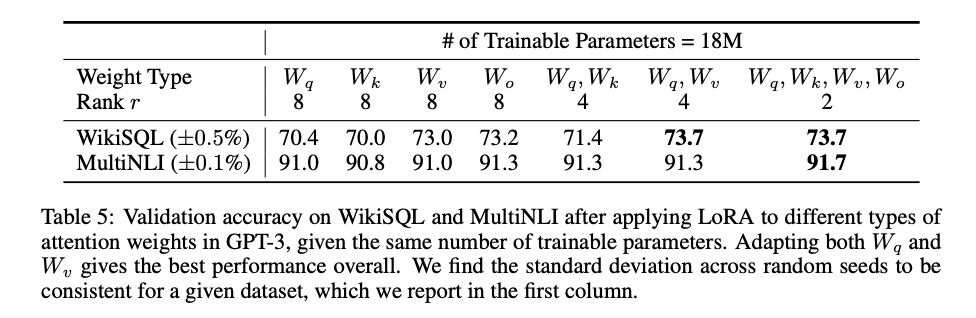 # of Trainable Parameters = 18M
Weight Type W_q W_k W_v W_o W_q, W_k W_q, W_v W_q, W_k, W_v, W_o
Rank r 8 8 8 8 4 4 2
WikiSQL (±0.5%) 70.4 70.0 73.0 73.2 71.4 73.7 73.7
MultiNLI (±0.1%) 91.0 90.8 91.0 91.3 91.3 91.3 91.7
Table 5: Validation accuracy on WikiSQL and MultiNLI after applying LoRA to different types of
attention weights in GPT-3, given the same number of trainable parameters. Adapting both W_q and
W_v gives the best performance overall. We find the standard deviation across random seeds to be
consistent for a given dataset, which we report in the first column.